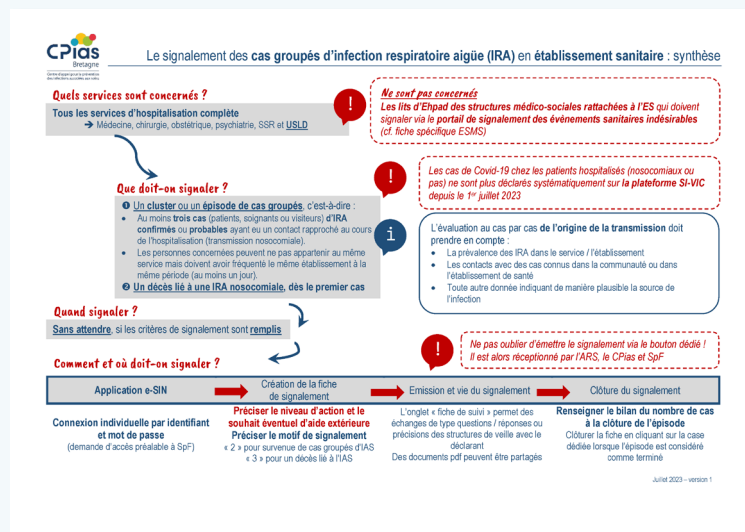 CPias
Bretagne
Le signalement des cas groupés d'infection respiratoire aigüe (IRA) en établissement sanitaire : synthèse
Quels services sont concernés ?
Tous les services d'hospitalisation complète
➔ Médecine, chirurgie, obstétrique, psychiatrie, SSR et USLD
!
Ne sont pas concernés
Les lits d'Ehpad des structures médico-sociales rattachées à l'ES qui doivent
signaler via le portail de signalement des événements sanitaires indésirables
(cf. fiche spécifique ESMS)
Que doit-on signaler ?
❶ Un cluster ou un épisode de cas groupés, c'est-à-dire :
• Au moins trois cas (patients, soignants ou visiteurs) d'IRA
confirmés ou probables ayant eu un contact rapproché au cours
de l'hospitalisation (transmission nosocomiale).
• Les personnes concernées peuvent ne pas appartenir au même
service mais doivent avoir fréquenté le même établissement à la
même période (au moins un jour).
❷ Un décès lié à une IRA nosocomiale, dès le premier cas
!
Les cas de Covid-19 chez les patients hospitalisés (nosocomiaux ou
pas) ne sont plus déclarés systématiquement sur la plateforme SI-VIC
depuis le 1er juillet 2023
i
L'évaluation au cas par cas de l'origine de la transmission doit
prendre en compte :
• La prévalence des IRA dans le service / l'établissement
• Les contacts avec des cas connus dans la communauté ou dans
l'établissement de santé
• Toute autre donnée indiquant de manière plausible la source de
l'infection
Quand signaler ?
Sans attendre, si les critères de signalement sont remplis
Comment et où doit-on signaler ?
!
Ne pas oublier d'émettre le signalement via le bouton dédié !
Il est alors réceptionné par l'ARS, le CPias et SpF
Application e-SIN
Création de la fiche
de signalement
Emission et vie du signalement
Clôture du signalement
Connexion individuelle par identifiant
et mot de passe
(demande d'accès préalable à SpF)
Préciser le niveau d'action et le
souhait éventuel d'aide extérieure
Préciser le motif de signalement
« 2 » pour survenue de cas groupés d'IAS
« 3 » pour un décès lié à l'IAS
L'onglet « fiche de suivi » permet des
échanges de type questions / réponses ou
précisions des structures de veille avec le
déclarant
Des documents pdf peuvent être partagés
Renseigner le bilan du nombre de cas
à la clôture de l'épisode
Clôturer la fiche en cliquant sur la case
dédiée lorsque l'épisode est considéré
comme terminé
Juillet 2023 – version 1